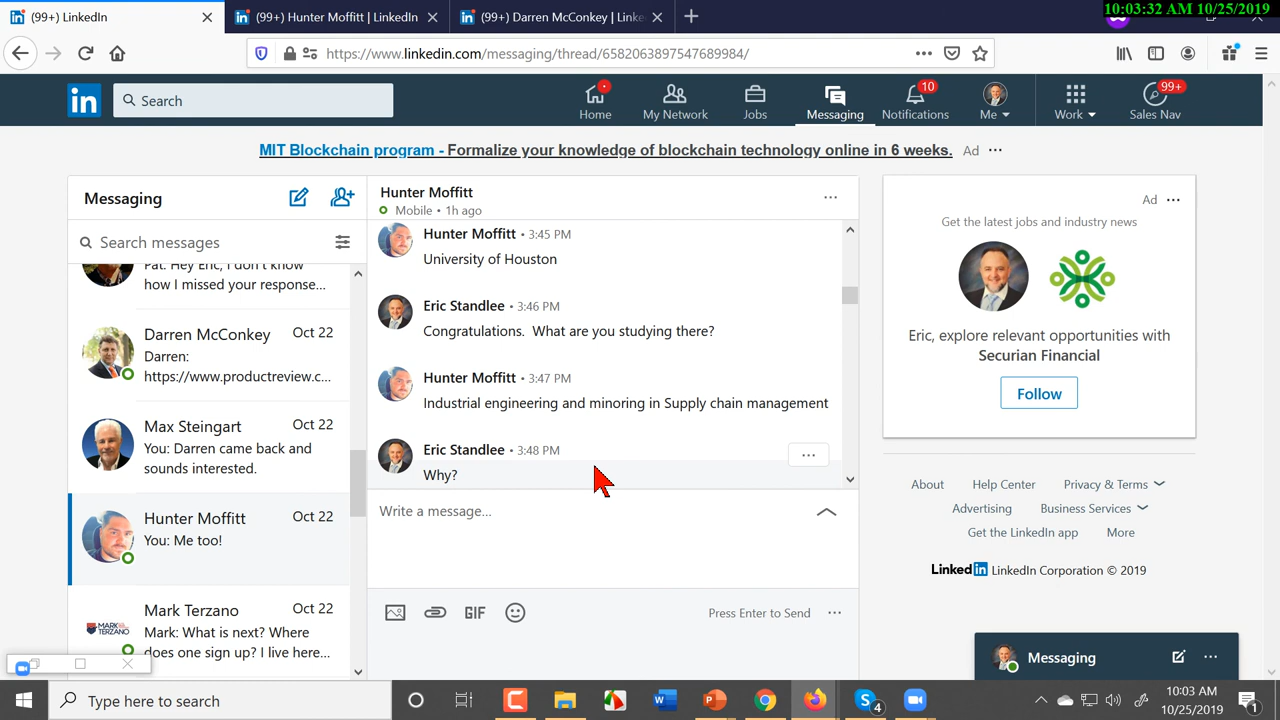 10:03:32 AM 10/25/2019
(99+) LinkedIn
(99+) Hunter Moffitt | LinkedIn
(99+) Darren McConkey | Linke
https://www.linkedin.com/messaging/thread/6582063897547689984/
in
Search
Home
My Network
Jobs
Messaging
10
Notifications
Me
Work
99+
Sales Nav
MIT Blockchain program - Formalize your knowledge of blockchain technology online in 6 weeks. Ad
Messaging
Search messages
Pat: Hey Eric, I don't know
how I missed your response...
Darren McConkey Oct 22
Darren:
https://www.productreview.c...
Max Steingart Oct 22
You: Darren came back and
sounds interested.
Hunter Moffitt Oct 22
You: Me too!
Mark Terzano Oct 22
MARK TERZANO
Mark: What is next? Where
does one sign up? I live here...
Hunter Moffitt
Mobile • 1h ago
Hunter Moffitt • 3:45 PM
University of Houston
Eric Standlee • 3:46 PM
Congratulations. What are you studying there?
Hunter Moffitt • 3:47 PM
Industrial engineering and minoring in Supply chain management
Eric Standlee • 3:48 PM
Why?
Write a message...
GIF
Press Enter to Send
Ad
Get the latest jobs and industry news
Eric, explore relevant opportunities with
Securian Financial
Follow
About Help Center Privacy & Terms
Advertising Business Services
Get the LinkedIn app More
LinkedIn LinkedIn Corporation © 2019
Messaging
Type here to search
4
10:03 AM
10/25/2019
1